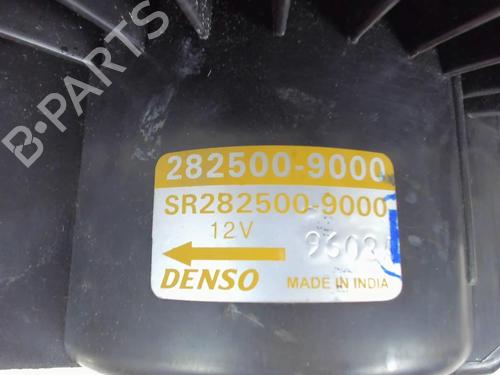 B-PARTS
282500-9000
SR282500-9000
12V
DENSO
MADE IN INDIA